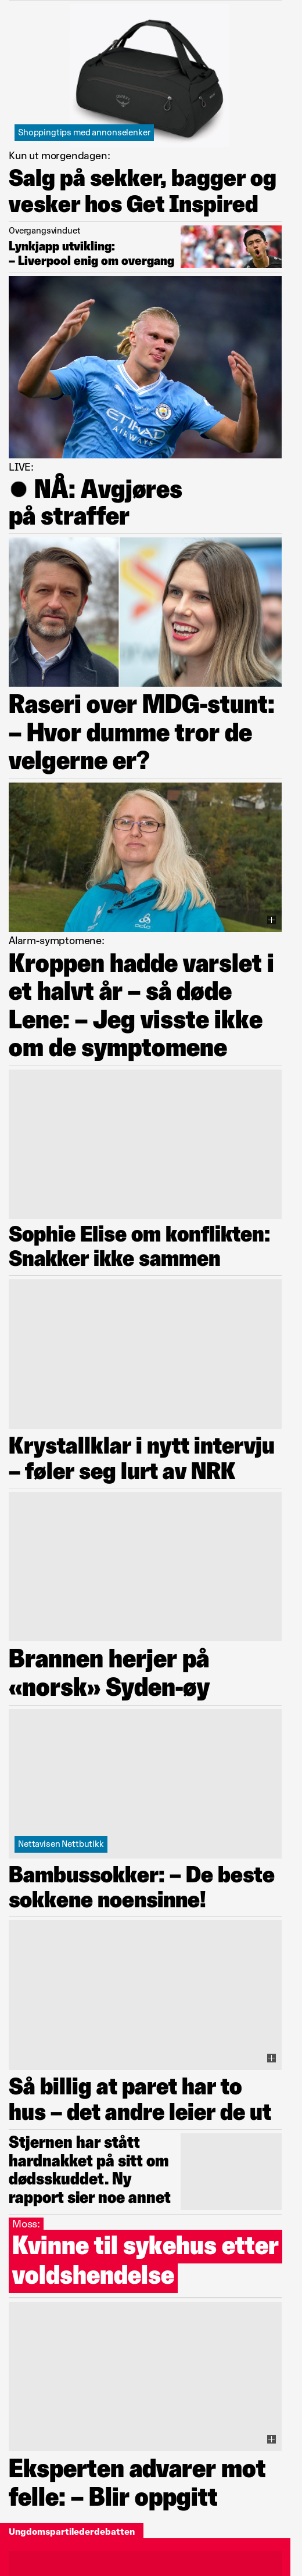 Shoppingtips med annonselenker
Kun ut morgendagen:
Salg på sekker, bagger og
vesker hos Get Inspired
Overgangsvinduet
Lynkjapp utvikling:
– Liverpool enig om overgang
ETIHAD
AIRWAYS
LIVE:
● NÅ: Avgjøres
på straffer
Raseri over MDG-stunt:
– Hvor dumme tror de
velgerne er?
Alarm-symptomene:
Kroppen hadde varslet i
et halvt år – så døde
Lene: – Jeg visste ikke
om de symptomene
Sophie Elise om konflikten:
Snakker ikke sammen
Krystallklar i nytt intervju
– føler seg lurt av NRK
Brannen herjer på
«norsk» Syden-øy
Nettavisen Nettbutikk
Bambussokker: – De beste
sokkene noensinne!
Så billig at paret har to
hus – det andre leier de ut
Stjernen har stått
hardnakket på sitt om
dødsskuddet. Ny
rapport sier noe annet
Moss:
Kvinne til sykehus etter
voldshendelse
Eksperten advarer mot
felle: – Blir oppgitt
Ungdomspartilederdebatten